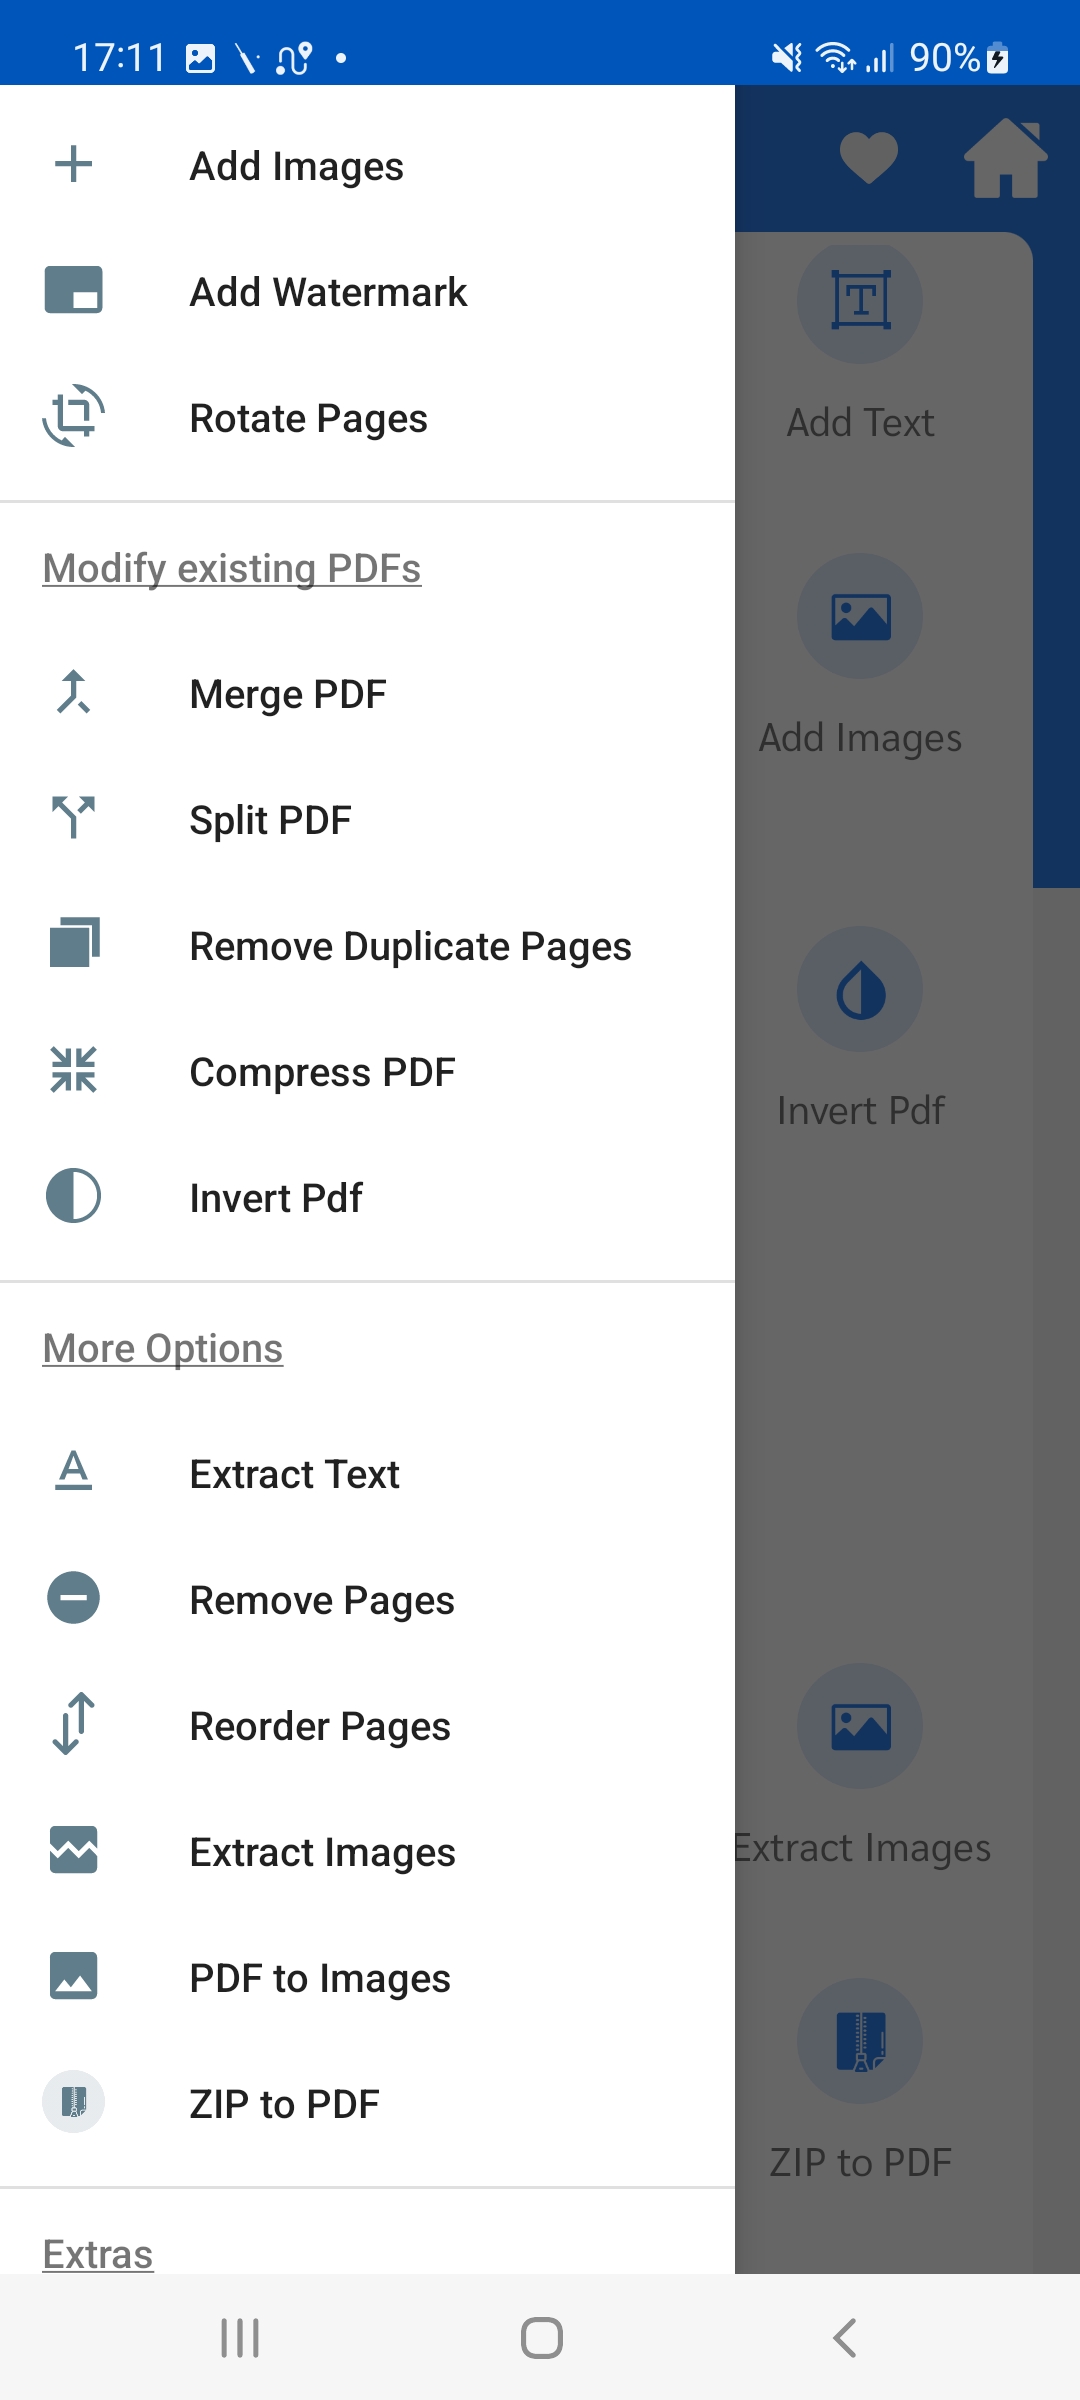 17:11
90%
Add Images
Add Watermark
Rotate Pages
Modify existing PDFs
Merge PDF
Split PDF
Remove Duplicate Pages
Compress PDF
Invert Pdf
More Options
Extract Text
Remove Pages
Reorder Pages
Extract Images
PDF to Images
ZIP to PDF
Extras
Add Text
Add Images
Invert Pdf
Extract Images
ZIP to PDF